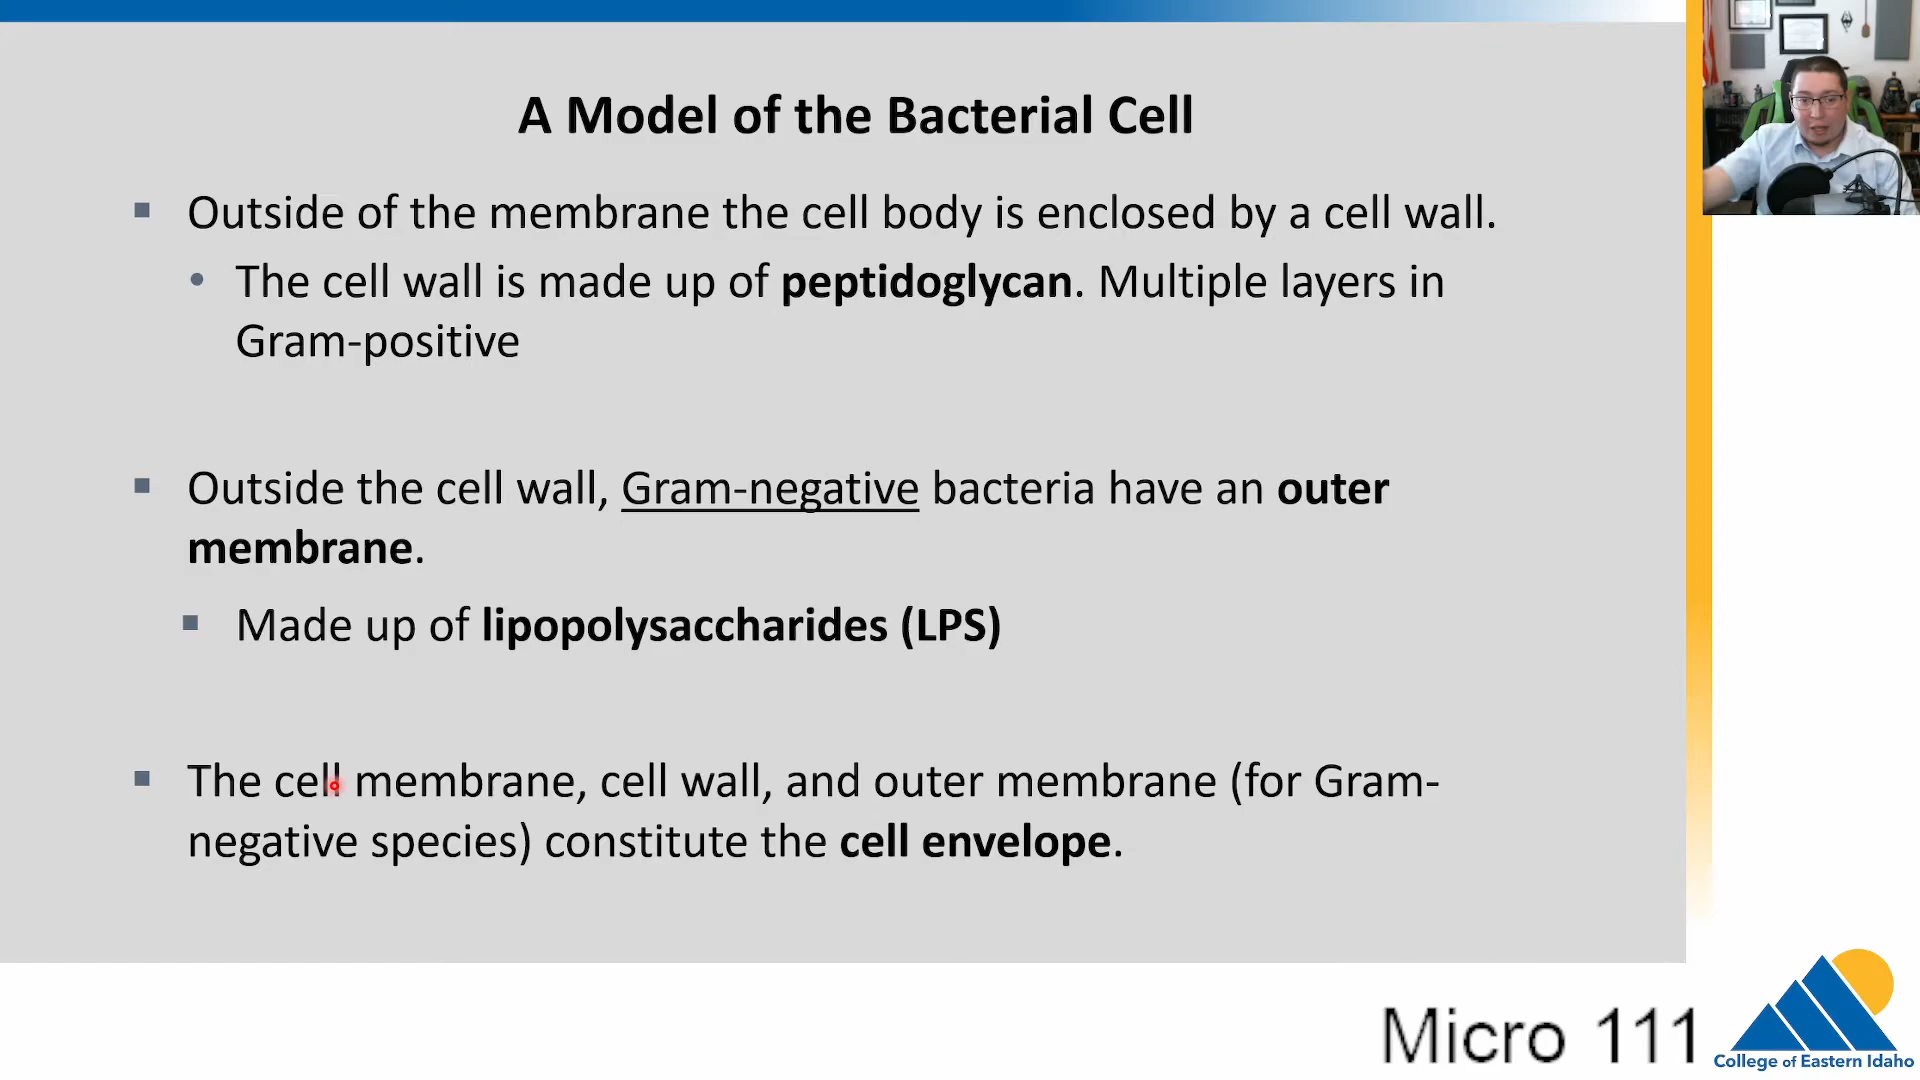 A Model of the Bacterial Cell
Outside of the membrane the cell body is enclosed by a cell wall.
The cell wall is made up of peptidoglycan. Multiple layers in
Gram-positive
Outside the cell wall, Gram-negative bacteria have an outer
membrane.
Made up of lipopolysaccharides (LPS)
The cell membrane, cell wall, and outer membrane (for Gram-
negative species) constitute the cell envelope.
Micro 111
College of Eastern Idaho